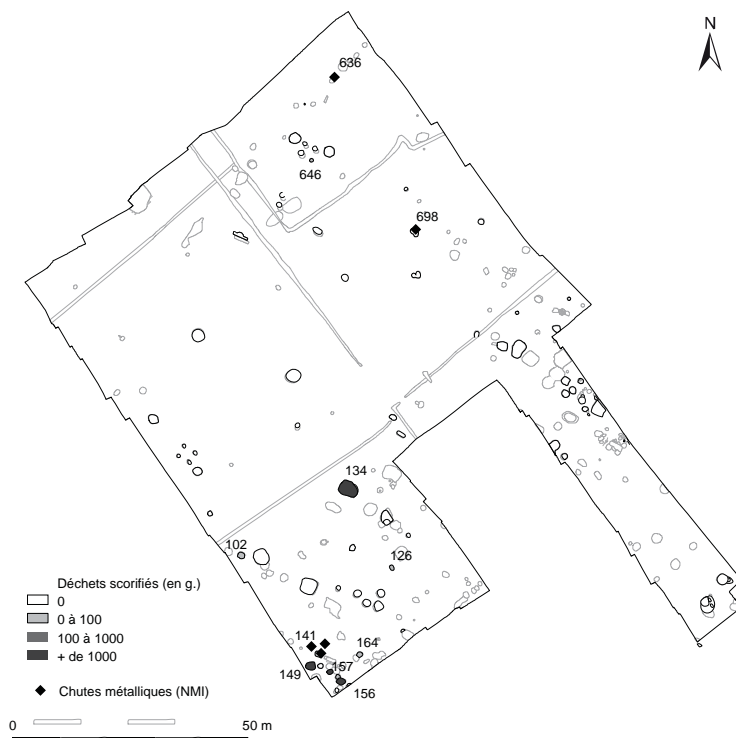 N
636
646
698
134
102
126
141
164
157
149
156
Déchets scorifiés (en g.)
0
0 à 100
100 à 1000
+ de 1000
Chutes métalliques (NMI)
0 50 m